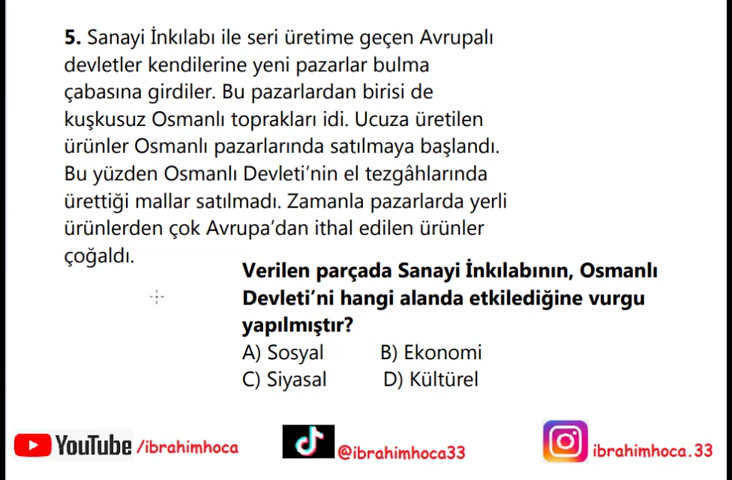 5. Sanayi İnkılabı ile seri üretime geçen Avrupalı
devletler kendilerine yeni pazarlar bulma
çabasına girdiler. Bu pazarlardan birisi de
kuşkusuz Osmanlı toprakları idi. Ucuza üretilen
ürünler Osmanlı pazarlarında satılmaya başlandı.
Bu yüzden Osmanlı Devleti’nin el tezgâhlarında
ürettiği mallar satılmadı. Zamanla pazarlarda yerli
ürünlerden çok Avrupa’dan ithal edilen ürünler
çoğaldı.
Verilen parçada Sanayi İnkılabının, Osmanlı
Devleti’ni hangi alanda etkilediğine vurgu
yapılmıştır?
A) Sosyal B) Ekonomi
C) Siyasal D) Kültürel
YouTube /ibrahimhoca @ibrahimhoca33 ibrahimhoca.33